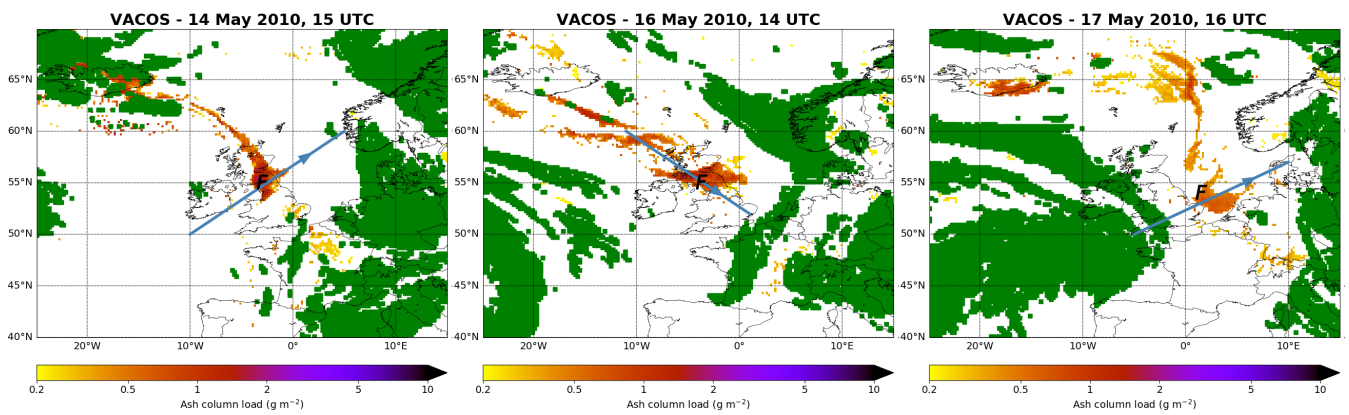 VACOS - 14 May 2010, 15 UTC
65°N
60°N
55°N
50°N
45°N
40°N
20°W
10°W
0°
10°E
F
0.2
0.5
1
2
5
10
Ash column load (g m⁻²)
VACOS - 16 May 2010, 14 UTC
65°N
60°N
55°N
50°N
45°N
40°N
20°W
10°W
0°
10°E
F
0.2
0.5
1
2
5
10
Ash column load (g m⁻²)
VACOS - 17 May 2010, 16 UTC
65°N
60°N
55°N
50°N
45°N
40°N
20°W
10°W
0°
10°E
F
0.2
0.5
1
2
5
10
Ash column load (g m⁻²)